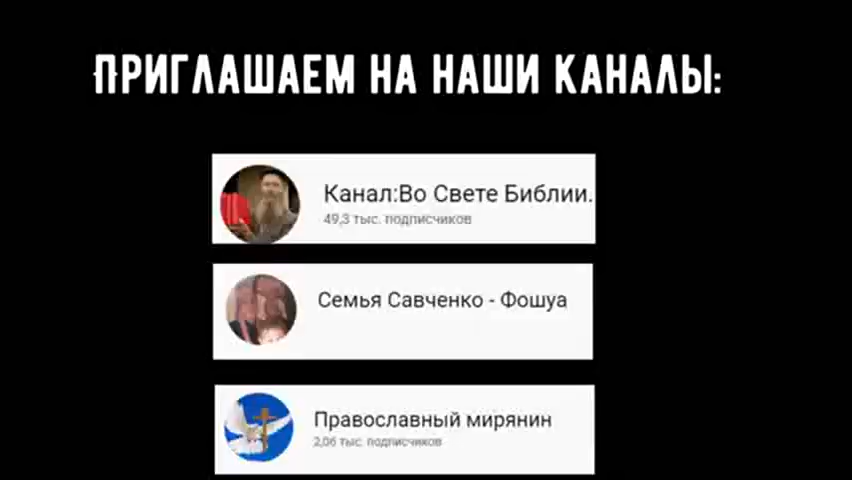 ПРИГЛАШАЕМ НА НАШИ КАНАЛЫ:
Канал:Во Свете Библии.
49,3 тыс. подписчиков
Семья Савченко - Фошуа
Православный мирянин
2,06 тыс. подписчиков